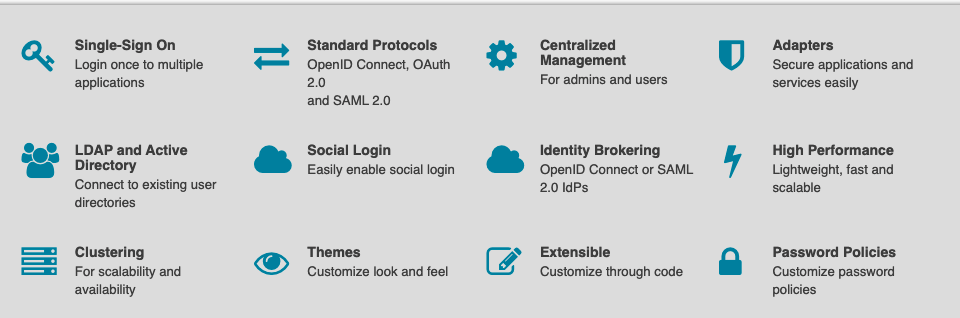 Single-Sign On
Login once to multiple
applications
Standard Protocols
OpenID Connect, OAuth
2.0
and SAML 2.0
Centralized
Management
For admins and users
Adapters
Secure applications and
services easily
LDAP and Active
Directory
Connect to existing user
directories
Social Login
Easily enable social login
Identity Brokering
OpenID Connect or SAML
2.0 IdPs
High Performance
Lightweight, fast and
scalable
Clustering
For scalability and
availability
Themes
Customize look and feel
Extensible
Customize through code
Password Policies
Customize password
policies